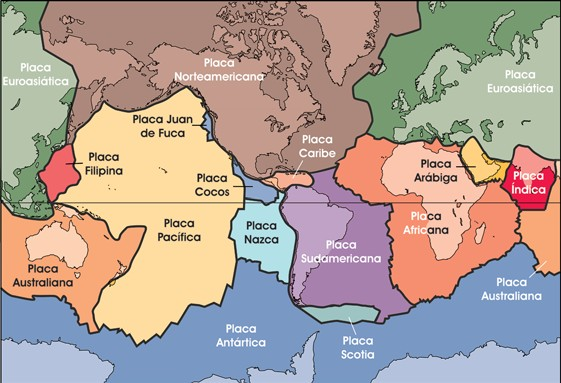 Placa
Euroasiática
Placa
Norteamericana
Placa
Euroasiática
Placa Juan
de Fuca
Placa
Filipina
Placa
Caribe
Placa
Arábiga
Placa
Índica
Placa
Cocos
Placa
Pacífica
Placa
Nazca
Placa
Sudamericana
Placa
Africana
Placa
Australiana
Placa
Australiana
Placa
Antártica
Placa
Scotia